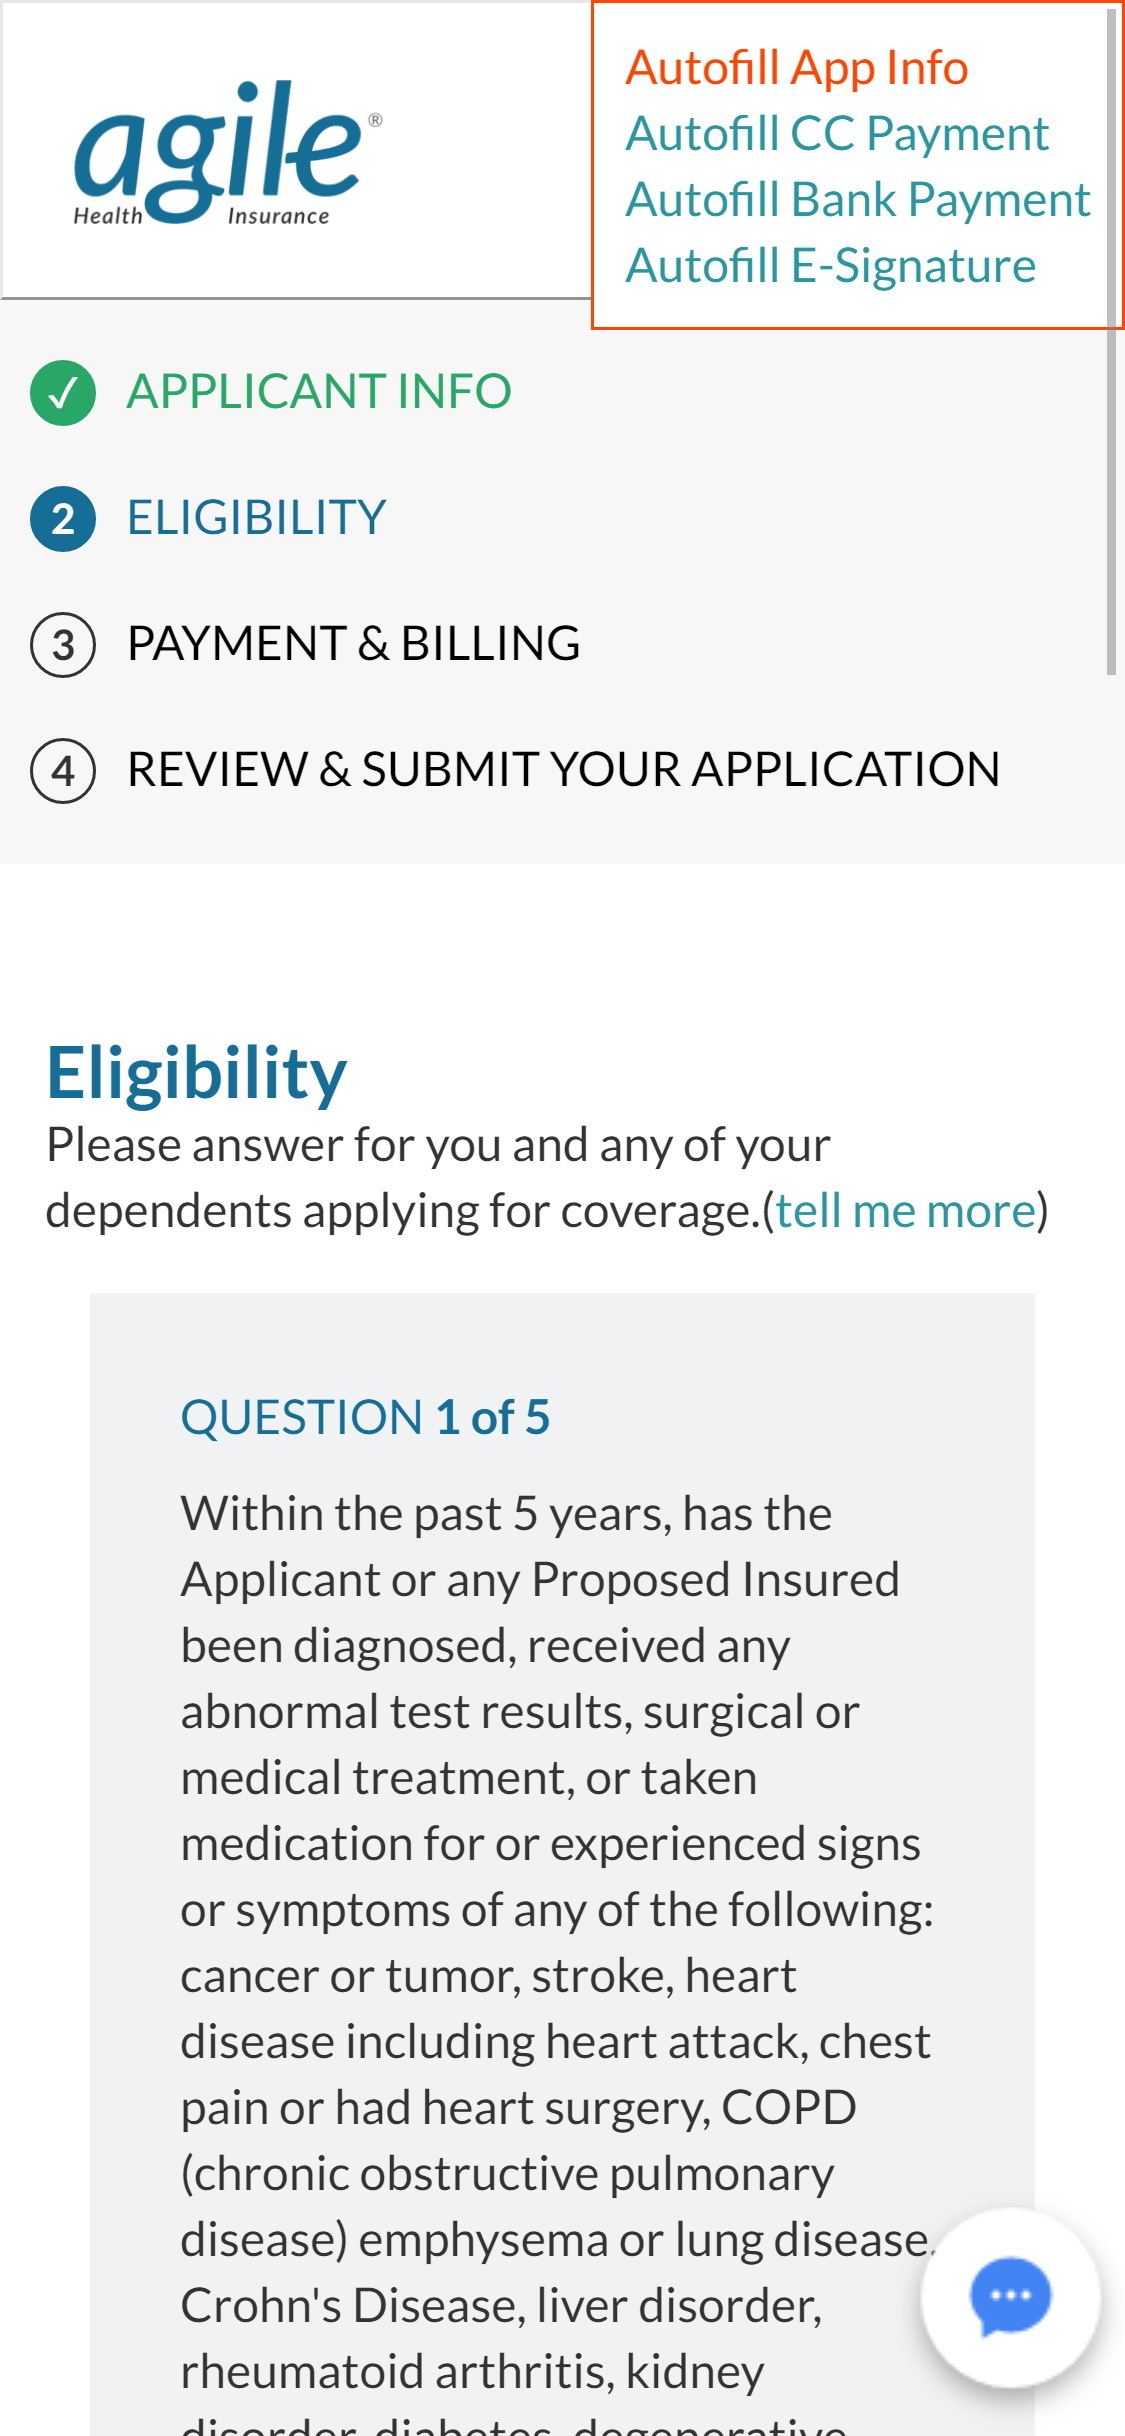 agile®
Health Insurance
Autofill App Info
Autofill CC Payment
Autofill Bank Payment
Autofill E-Signature
✓ APPLICANT INFO
2 ELIGIBILITY
3 PAYMENT & BILLING
4 REVIEW & SUBMIT YOUR APPLICATION
Eligibility
Please answer for you and any of your
dependents applying for coverage.(tell me more)
QUESTION 1 of 5
Within the past 5 years, has the
Applicant or any Proposed Insured
been diagnosed, received any
abnormal test results, surgical or
medical treatment, or taken
medication for or experienced signs
or symptoms of any of the following:
cancer or tumor, stroke, heart
disease including heart attack, chest
pain or had heart surgery, COPD
(chronic obstructive pulmonary
disease) emphysema or lung disease,
Crohn's Disease, liver disorder,
rheumatoid arthritis, kidney
disorder, diabetes, degenerative